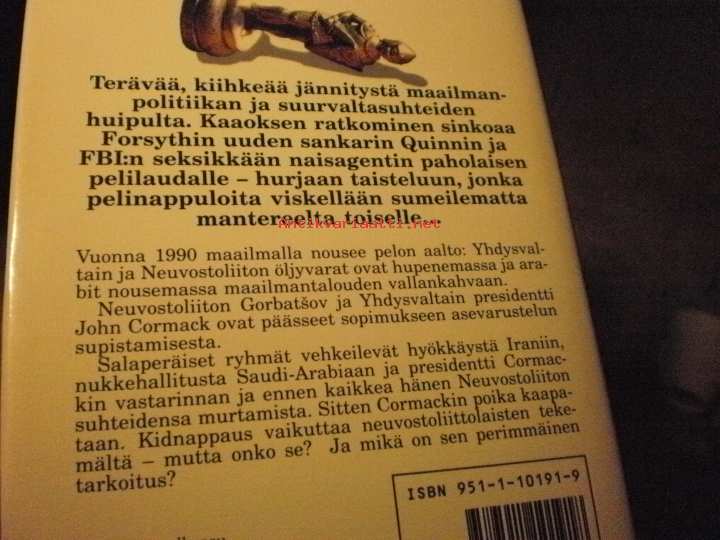 Terävää, kiihkeää jännitystä maailman-
politiikan ja suurvaltasuhteiden
huipulta. Kaaoksen ratkominen sinkoaa
Forsythin uuden sankarin Quinnin ja
FBI:n seksikkään naisagentin paholaisen
pelilaudalle – hurjaan taisteluun, jonka
pelinappuloita viskellään sumeilematta
mantereelta toiselle...
Antikvariaatti.net
Vuonna 1990 maailmalla nousee pelon aalto: Yhdysval-
tain ja Neuvostoliiton öljyvarat ovat hupenemassa ja ara-
bit nousemassa maailmantalouden vallankahvaan.
Neuvostoliiton Gorbatšov ja Yhdysvaltain presidentti
John Cormack ovat päässeet sopimukseen asevarustelun
supistamisesta.
Salaperäiset ryhmät vehkeilevät hyökkäystä Iraniin,
nukkehallitusta Saudi-Arabiaan ja presidentti Cormac-
kin vastarinnan ja ennen kaikkea hänen Neuvostoliiton
suhteidensa murtamista. Sitten Cormackin poika kaapa-
taan. Kidnappaus vaikuttaa neuvostoliittolaisten teke-
mältä – mutta onko se? Ja mikä on sen perimmäinen
tarkoitus?
ISBN 951-1-10191-9